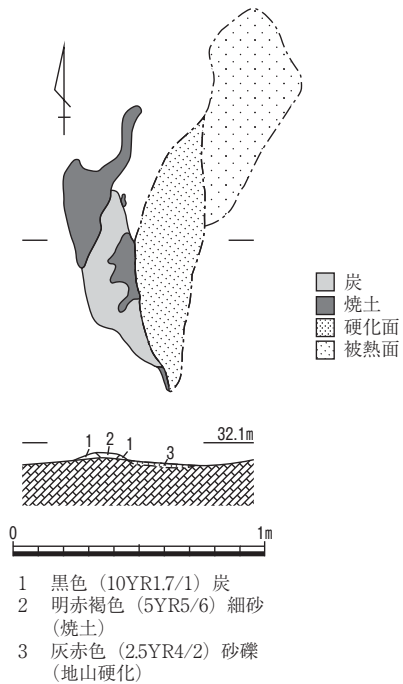 炭
焼土
硬化面
被熱面
1 2 1 3 32.1m
0 1m
1 黒色（10YR1.7/1）炭
2 明赤褐色（5YR5/6）細砂
（焼土）
3 灰赤色（2.5YR4/2）砂礫
（地山硬化）